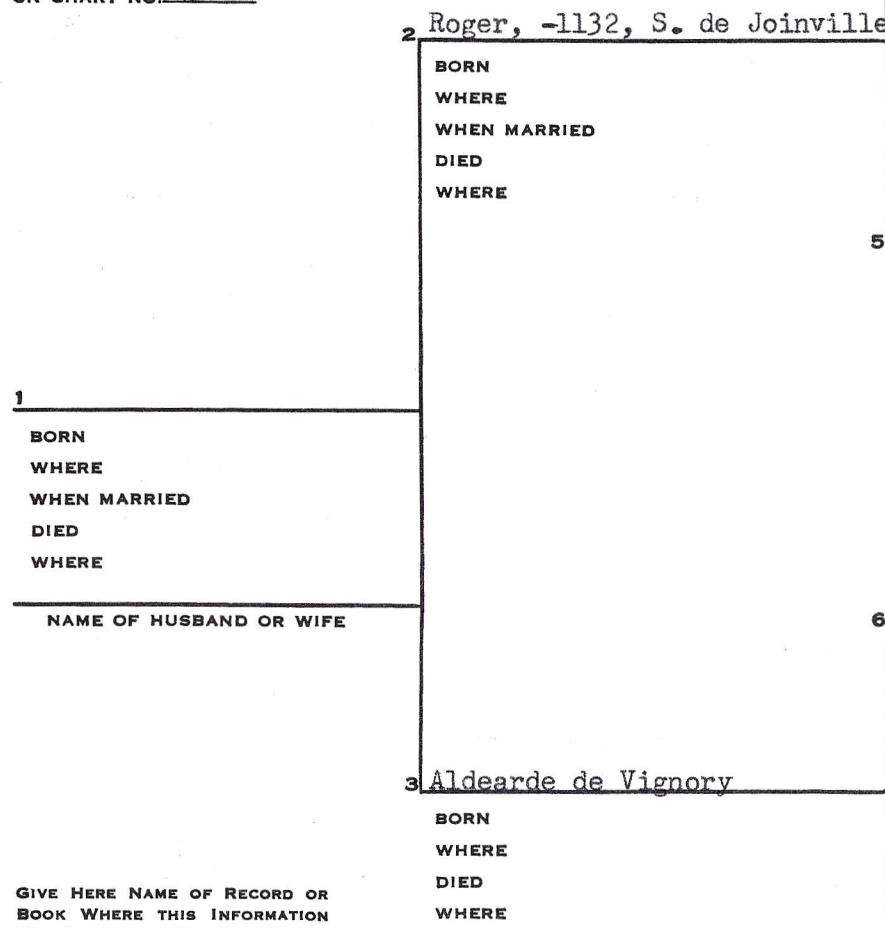 2 Roger, -1132, S. de Joinville
BORN
WHERE
WHEN MARRIED
DIED
WHERE
5
1
BORN
WHERE
WHEN MARRIED
DIED
WHERE
NAME OF HUSBAND OR WIFE
6
3 Aldearde de Vignory
BORN
WHERE
DIED
WHERE
GIVE HERE NAME OF RECORD OR
BOOK WHERE THIS INFORMATION